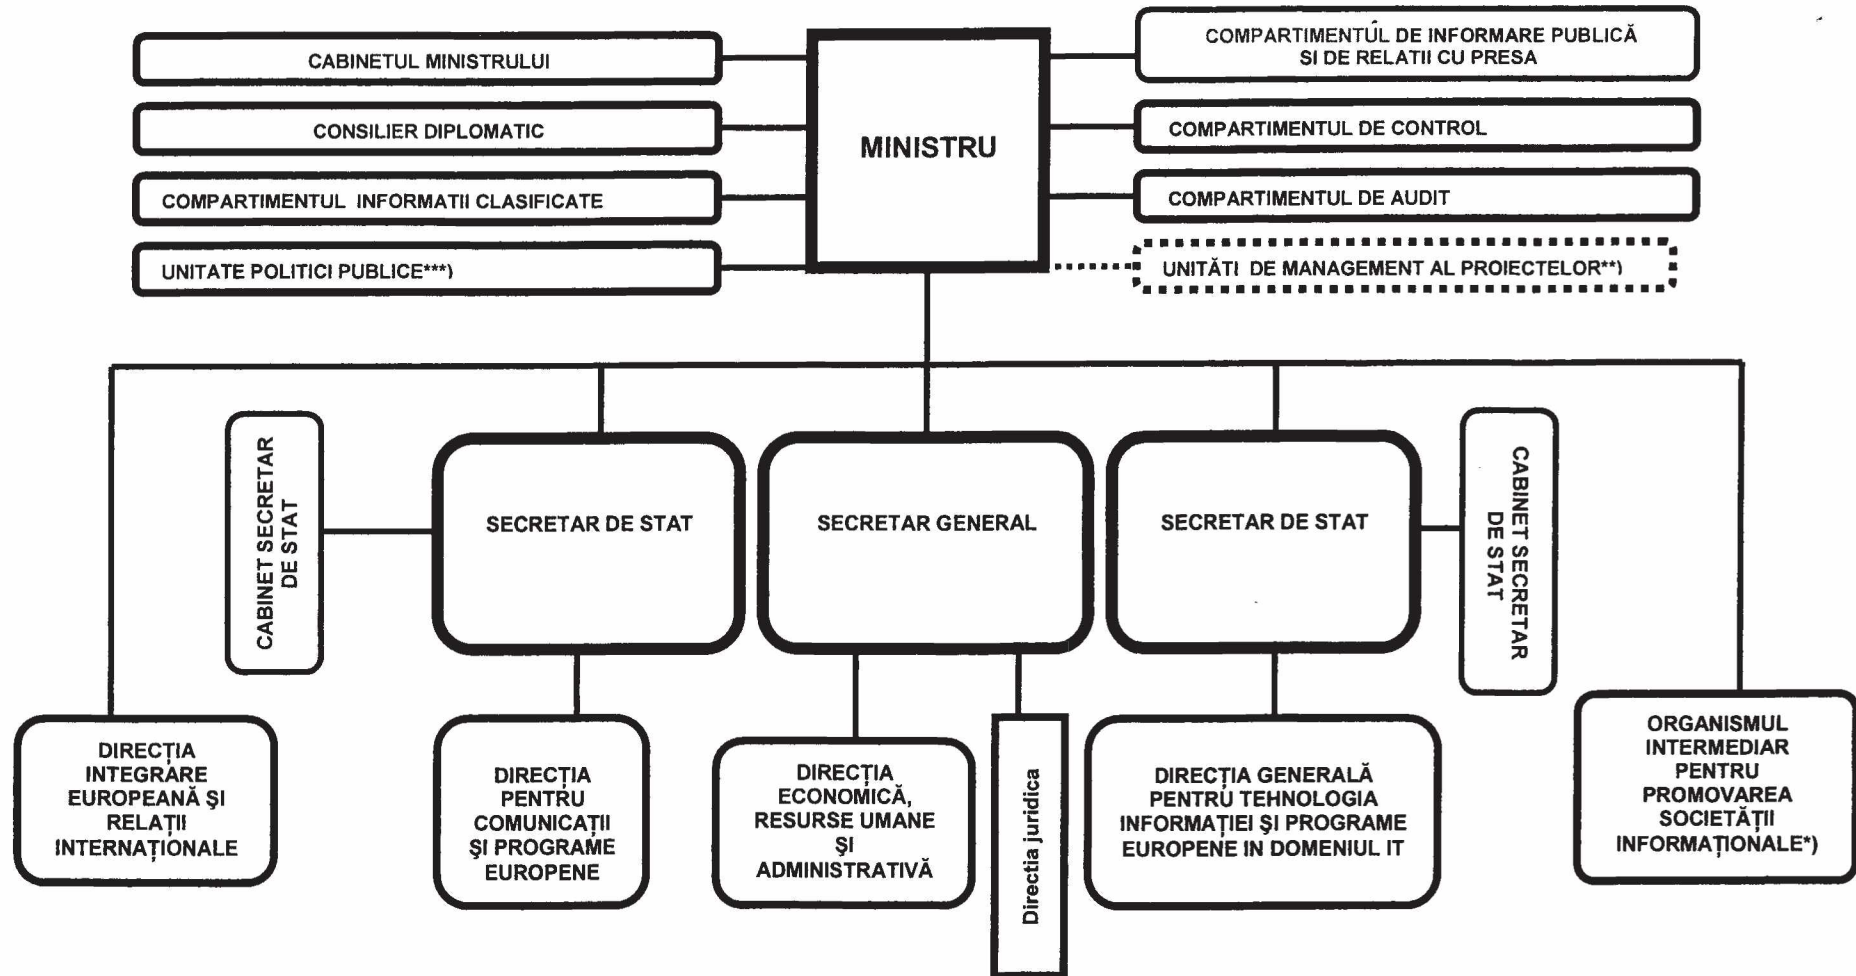 CABINETUL MINISTRULUI
CONSILIER DIPLOMATIC
COMPARTIMENTUL INFORMATII CLASIFICATE
UNITATE POLITICI PUBLICE***)
MINISTRU
COMPARTIMENTUL DE INFORMARE PUBLICĂ
SI DE RELATII CU PRESA
COMPARTIMENTUL DE CONTROL
COMPARTIMENTUL DE AUDIT
UNITĂTI DE MANAGEMENT AL PROIECTELOR**)
CABINET SECRETAR
DE STAT
SECRETAR DE STAT
SECRETAR GENERAL
SECRETAR DE STAT
CABINET SECRETAR
DE STAT
DIRECȚIA
INTEGRARE
EUROPEANĂ ŞI
RELAȚII
INTERNAȚIONALE
DIRECȚIA
PENTRU
COMUNICAȚII
ŞI PROGRAME
EUROPENE
DIRECȚIA
ECONOMICĂ,
RESURSE UMANE
ŞI
ADMINISTRATIVĂ
Directia juridica
DIRECȚIA GENERALĂ
PENTRU TEHNOLOGIA
INFORMAȚIEI ŞI PROGRAME
EUROPENE IN DOMENIUL IT
ORGANISMUL
INTERMEDIAR
PENTRU
PROMOVAREA
SOCIETĂȚII
INFORMAȚIONALE*)